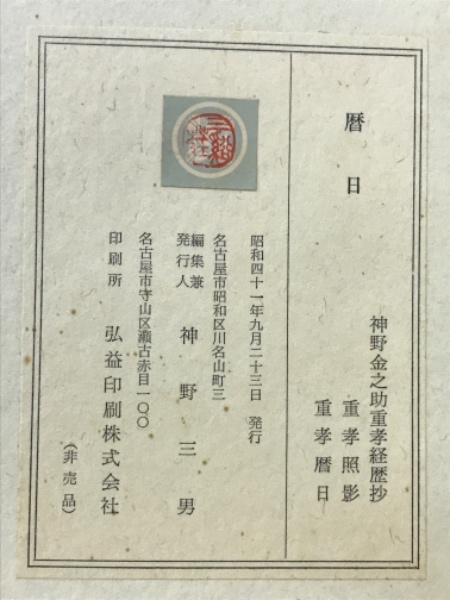 暦日
神野金之助重孝経歴抄
重孝照影
重孝暦日
昭和四十一年九月二十三日 発行
名古屋市昭和区川名山町三
編集兼
発行人 神野三男
名古屋市守山区瀬古赤目一〇〇
印刷所 弘益印刷株式会社
(非売品)